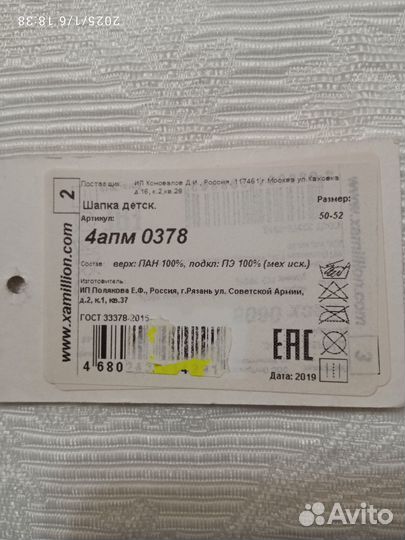 2025/1/6 18:38
2
www.xamillion.com
Поставщик: ИП Коновалов Д.И., Россия, 117461 г.Москва ул.Каховка
д.16, к.2,кв.29
Шапка детск.
Размер:
Артикул:
50-52
4апм 0378
Состав: верх: ПАН 100%, подкл: ПЭ 100% (мех иск.)
Изготовитель
ИП Полякова Е.Ф., Россия, г.Рязань ул. Советской Армии,
д.2, к.1, кв.37
ГОСТ 33378-2015
EAC
4 680
Дата: 2019
3
Avito